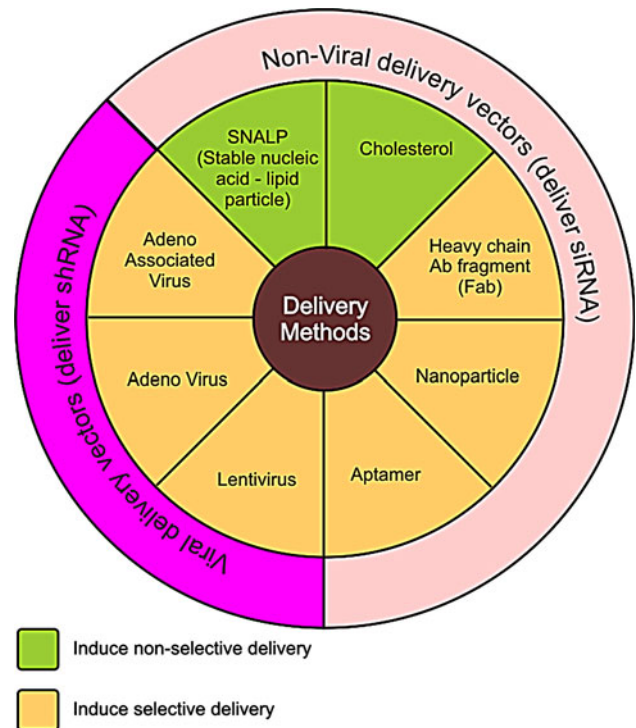 Non-Viral delivery vectors (deliver siRNA)
Viral delivery vectors (deliver shRNA)
SNALP
(Stable nucleic
acid - lipid
particle)
Cholesterol
Heavy chain
Ab fragment
(Fab)
Nanoparticle
Aptamer
Lentivirus
Adeno Virus
Adeno
Associated
Virus
Delivery
Methods
Induce non-selective delivery
Induce selective delivery